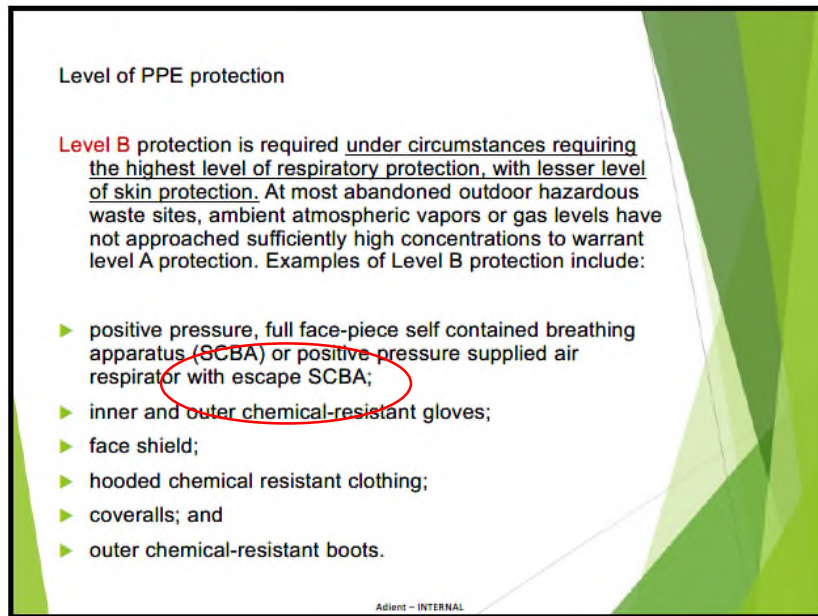 Level of PPE protection
Level B protection is required under circumstances requiring
the highest level of respiratory protection, with lesser level
of skin protection. At most abandoned outdoor hazardous
waste sites, ambient atmospheric vapors or gas levels have
not approached sufficiently high concentrations to warrant
level A protection. Examples of Level B protection include:
positive pressure, full face-piece self contained breathing
apparatus (SCBA) or positive pressure supplied air
respirator with escape SCBA;
inner and outer chemical-resistant gloves;
face shield;
hooded chemical resistant clothing;
coveralls; and
outer chemical-resistant boots.
Adient – INTERNAL